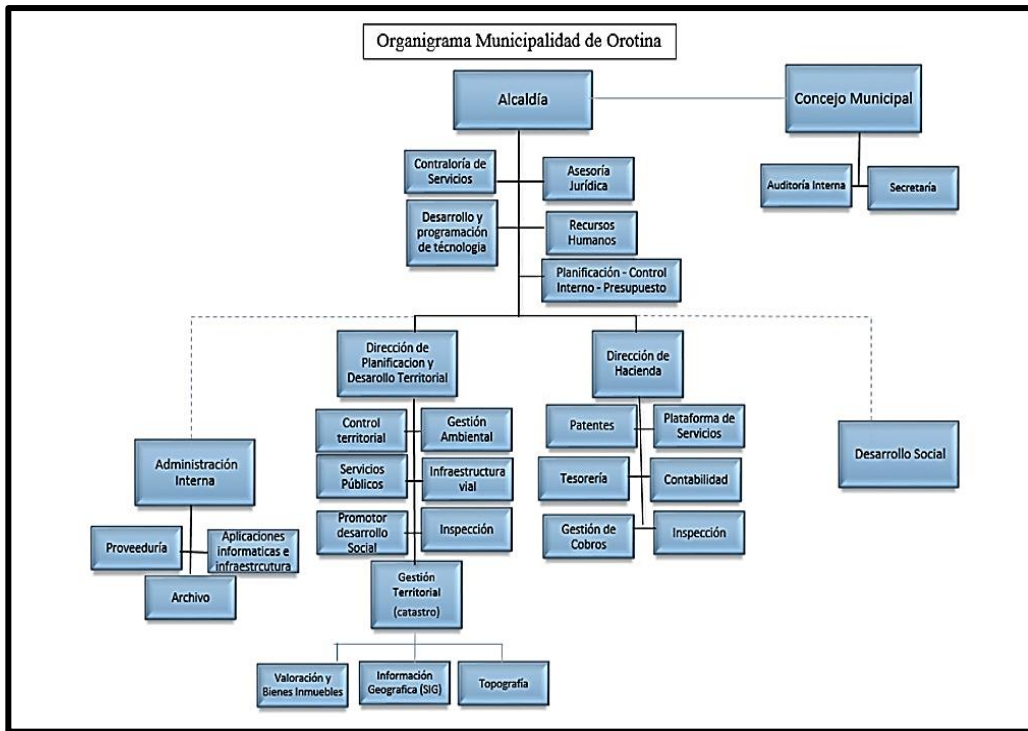 Organigrama Municipalidad de Orotina
Alcaldía
Concejo Municipal
Contraloría de
Servicios
Asesoría
Jurídica
Auditoría Interna
Secretaría
Desarrollo y
programación
de técnologia
Recursos
Humanos
Planificación - Control
Interno - Presupuesto
Dirección de
Planificacion y
Desarollo Territorial
Dirección de
Hacienda
Control
territorial
Gestión
Ambiental
Patentes
Plataforma de
Servicios
Administración
Interna
Servicios
Públicos
Infraestructura
vial
Tesorería
Contabilidad
Desarrollo Social
Proveeduría
Aplicaciones
informaticas e
infraestrcutura
Promotor
desarrollo
Social
Inspección
Gestión de
Cobros
Inspección
Archivo
Gestión
Territorial
(catastro)
Valoración y
Bienes Inmuebles
Información
Geografica (SIG)
Topografía